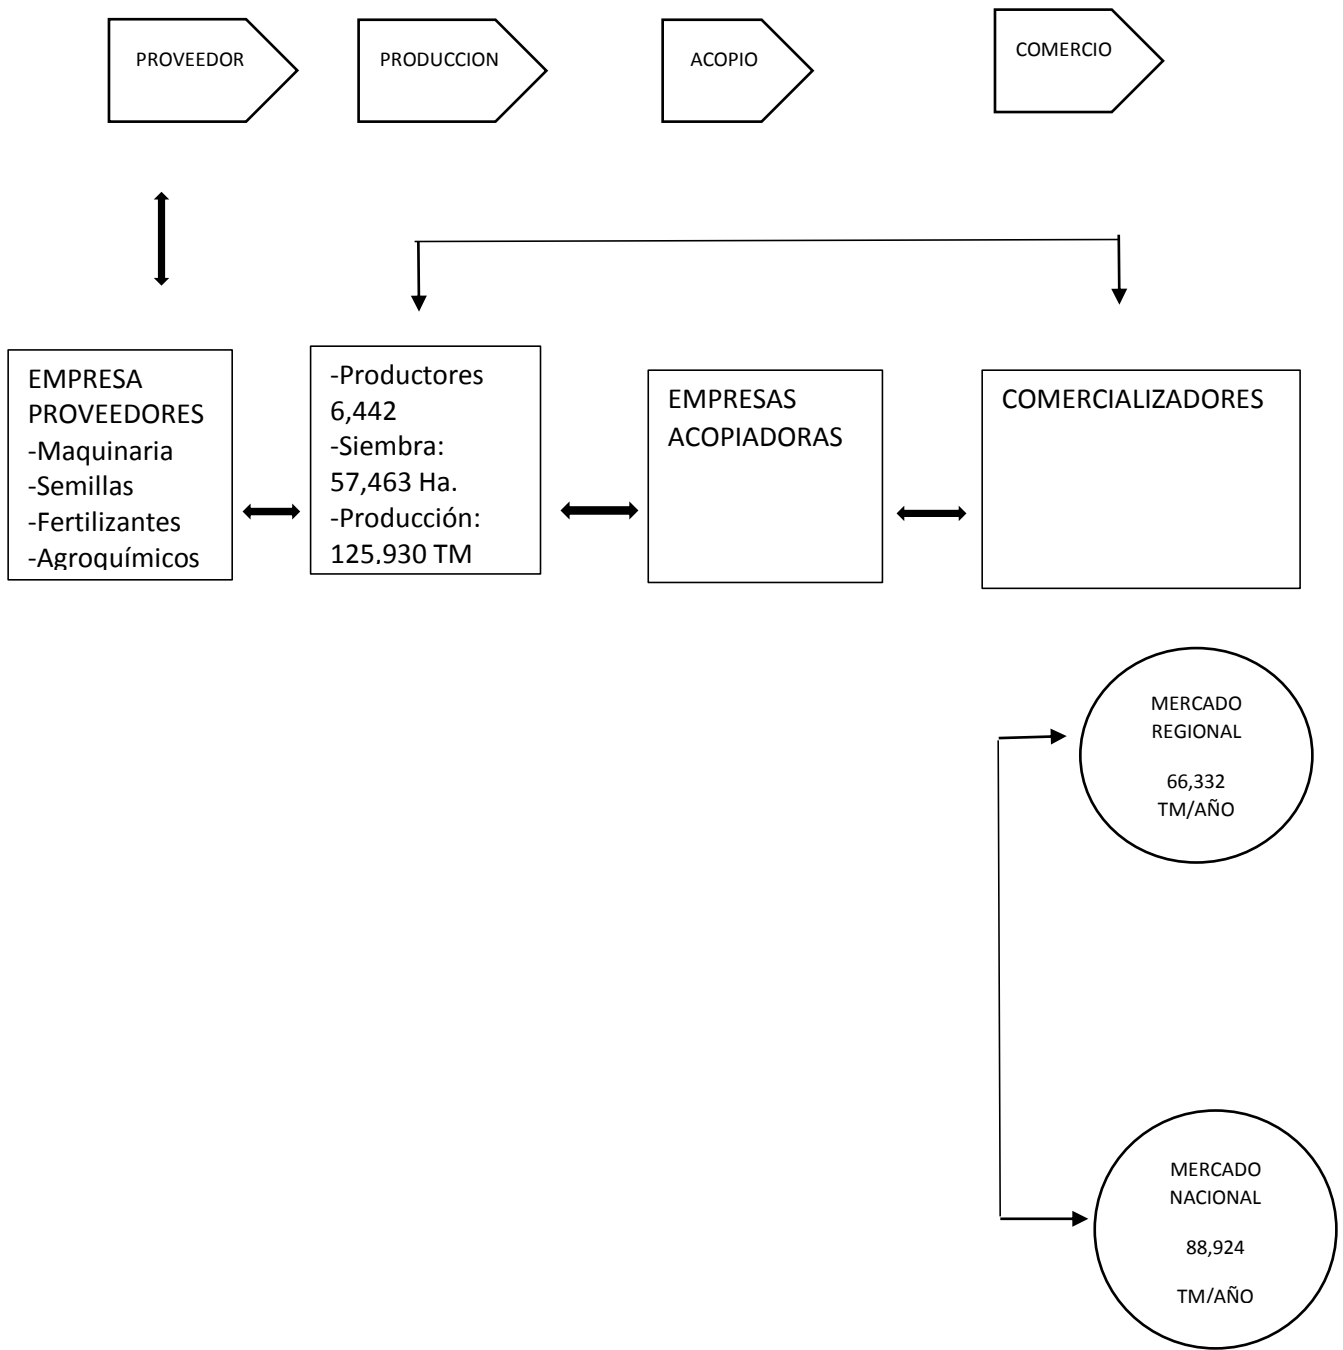 PROVEEDOR
PRODUCCION
ACOPIO
COMERCIO
EMPRESA
PROVEEDORES
-Maquinaria
-Semillas
-Fertilizantes
-Agroquímicos
-Productores
6,442
-Siembra:
57,463 Ha.
-Producción:
125,930 TM
EMPRESAS
ACOPIADORAS
COMERCIALIZADORES
MERCADO
REGIONAL
66,332
TM/AÑO
MERCADO
NACIONAL
88,924
TM/AÑO